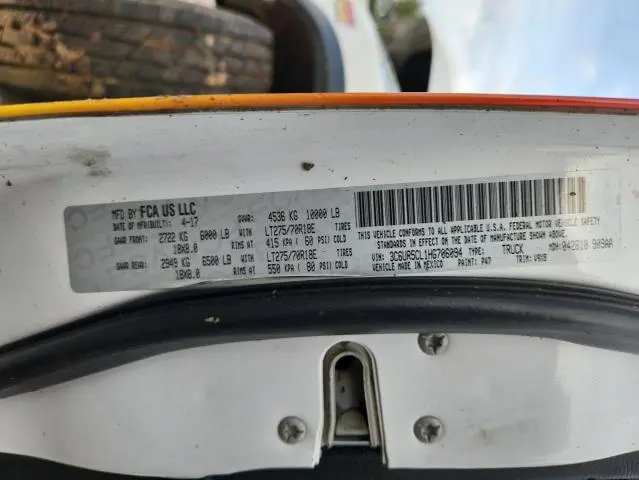 MFD BY FCA US LLC GVWR: 4536 KG 10000 LB
DATE OF MFR(BUILT): 4-17
GAWR FRONT: 2722 KG 6000 LB WITH LT275/70R18E TIRES
18X8.0 RIMS AT 415 KPA ( 60 PSI) COLD
GAWR REAR: 2949 KG 6500 LB WITH LT275/70R18E TIRES
18X8.0 RIMS AT 550 KPA ( 80 PSI) COLD
THIS VEHICLE CONFORMS TO ALL APPLICABLE U.S.A. FEDERAL MOTOR VEHICLE SAFETY
STANDARDS IN EFFECT ON THE DATE OF MANUFACTURE SHOWN ABOVE.
VIN: 3C6UR5CL1HG706094 TYPE: TRUCK MDH: 042610 909AA
VEHICLE MADE IN MEXICO PAINT: PW7 TRIM: V9X9